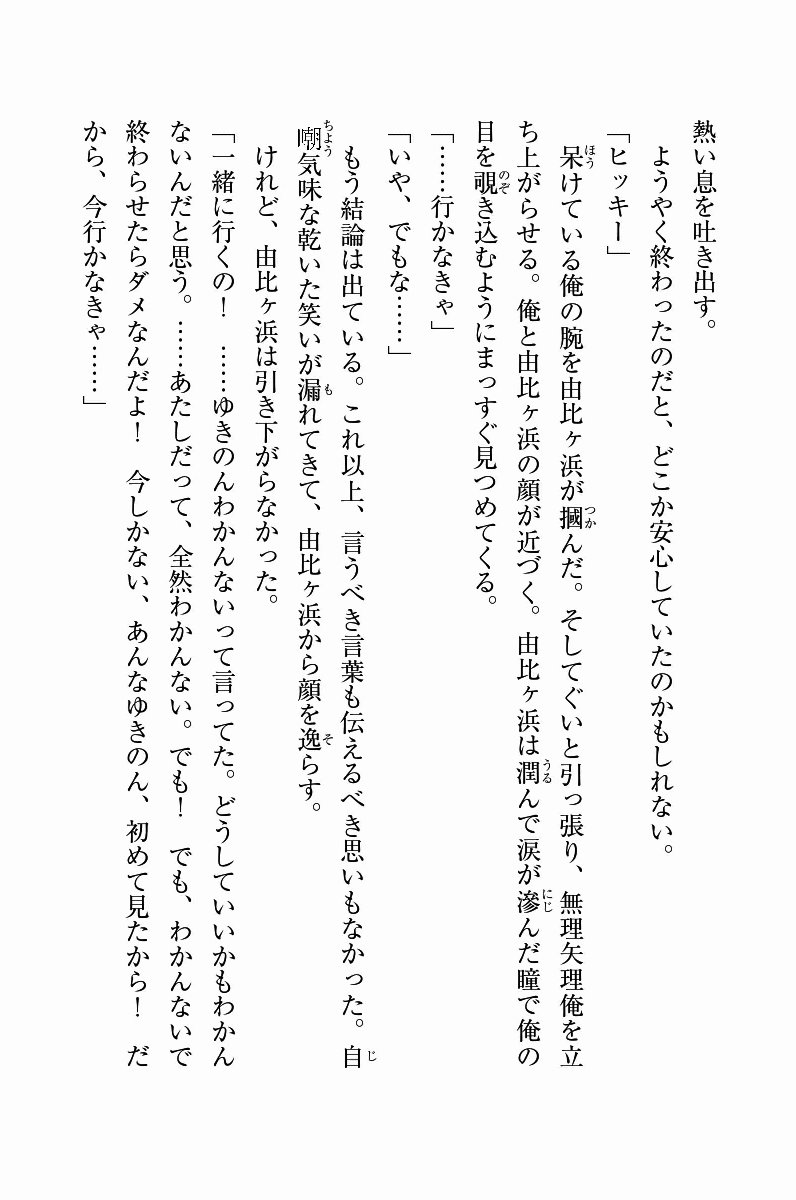 熱い息を吐き出す。
ようやく終わったのだと、どこか安心していたのかもしれない。
「ヒッキー」
呆けている俺の腕を由比ヶ浜が摑んだ。そしてぐいと引っ張り、無理矢理俺を立
ち上がらせる。俺と由比ヶ浜の顔が近づく。由比ヶ浜は潤んで涙が滲んだ瞳で俺の
目を覗き込むようにまっすぐ見つめてくる。
「……行かなきゃ」
「いや、でもな……」
もう結論は出ている。これ以上、言うべき言葉も伝えるべき思いもなかった。自
嘲気味な乾いた笑いが漏れてきて、由比ヶ浜から顔を逸らす。
けれど、由比ヶ浜は引き下がらなかった。
「一緒に行くの！　……ゆきのんわかんないって言ってた。どうしていいかもわかん
ないんだと思う。……あたしだって、全然わかんない。でも！　でも、わかんないで
終わらせたらダメなんだよ！　今しかない、あんなゆきのん、初めて見たから！　だ
から、今行かなきゃ……」